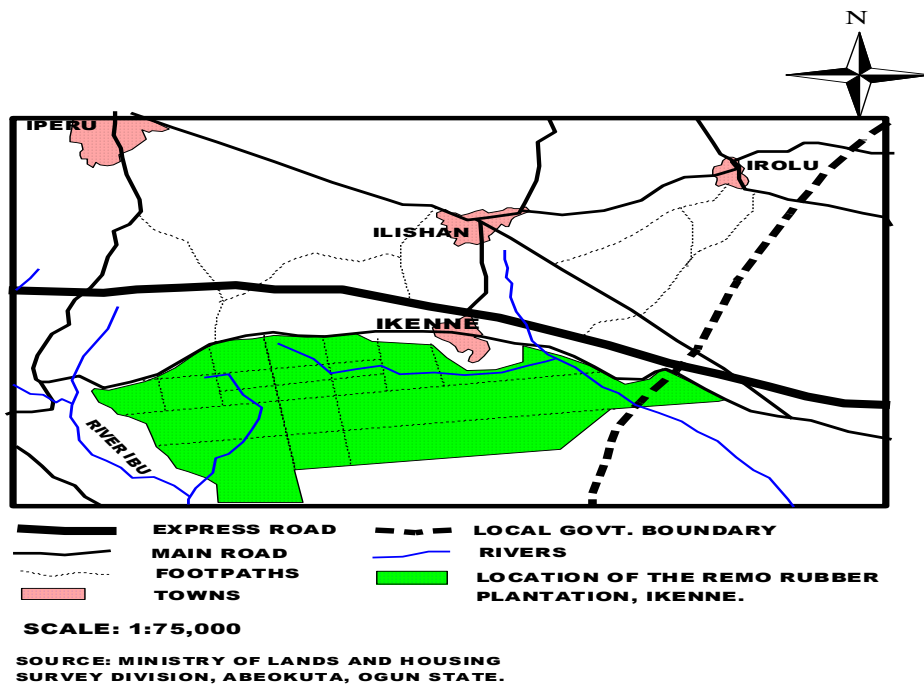 N
IPERU
IROLU
ILISHAN
IKENNE
RIVER IBU
EXPRESS ROAD
LOCAL GOVT. BOUNDARY
MAIN ROAD
RIVERS
FOOTPATHS
LOCATION OF THE REMO RUBBER
PLANTATION, IKENNE.
TOWNS
SCALE: 1:75,000
SOURCE: MINISTRY OF LANDS AND HOUSING
SURVEY DIVISION, ABEOKUTA, OGUN STATE.